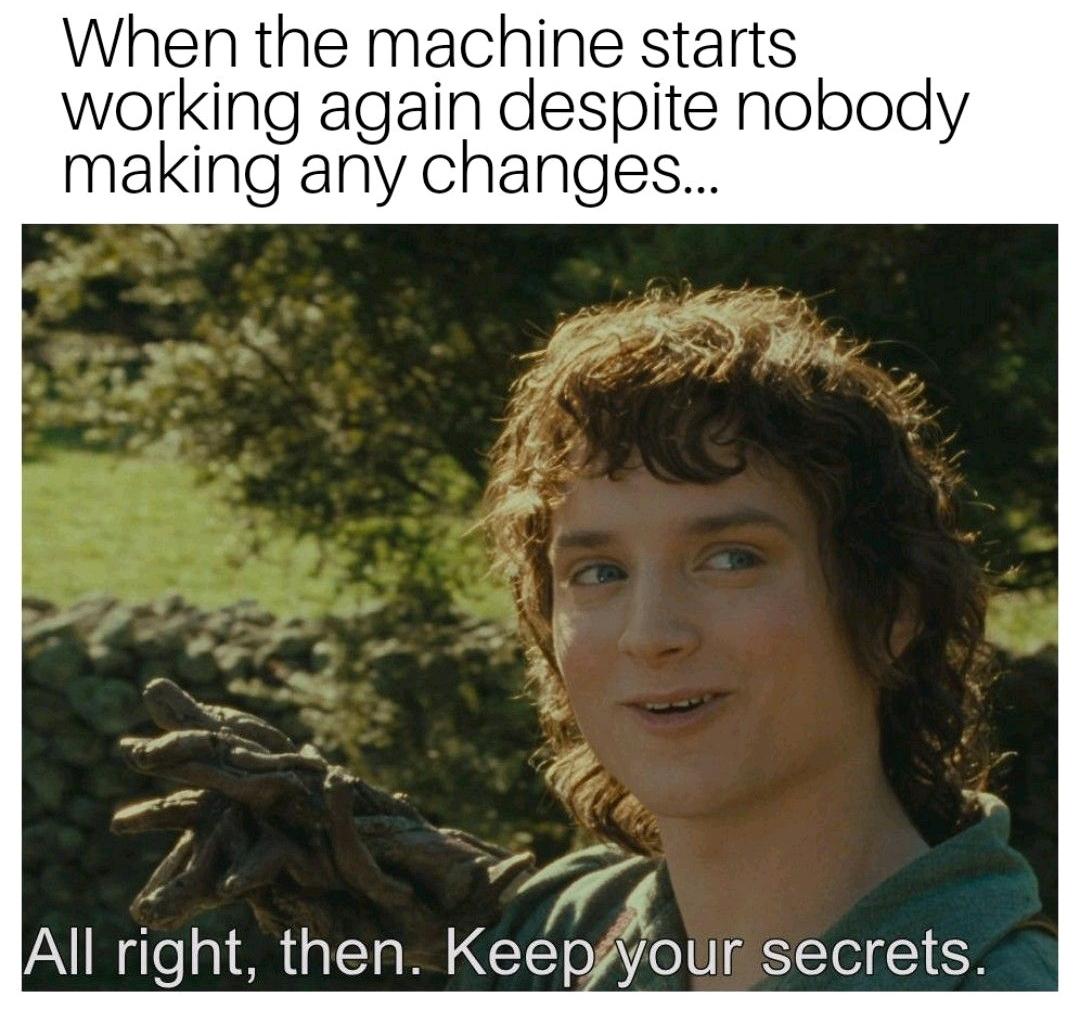 When the machine starts
working again despite nobody
making any changes...
All right, then. Keep your secrets.